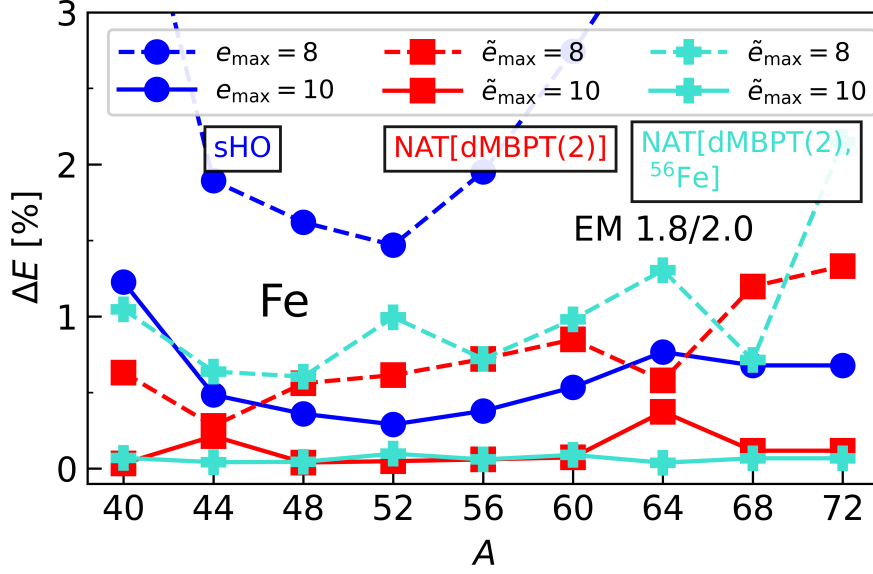 3
2
1
0
ΔE [%]
e_max = 8
ẽ_max = 8
ẽ_max = 8
e_max = 10
ẽ_max = 10
ẽ_max = 10
sHO
NAT[dMBPT(2)]
NAT[dMBPT(2),
⁵⁶Fe]
EM 1.8/2.0
Fe
40 44 48 52 56 60 64 68 72
A